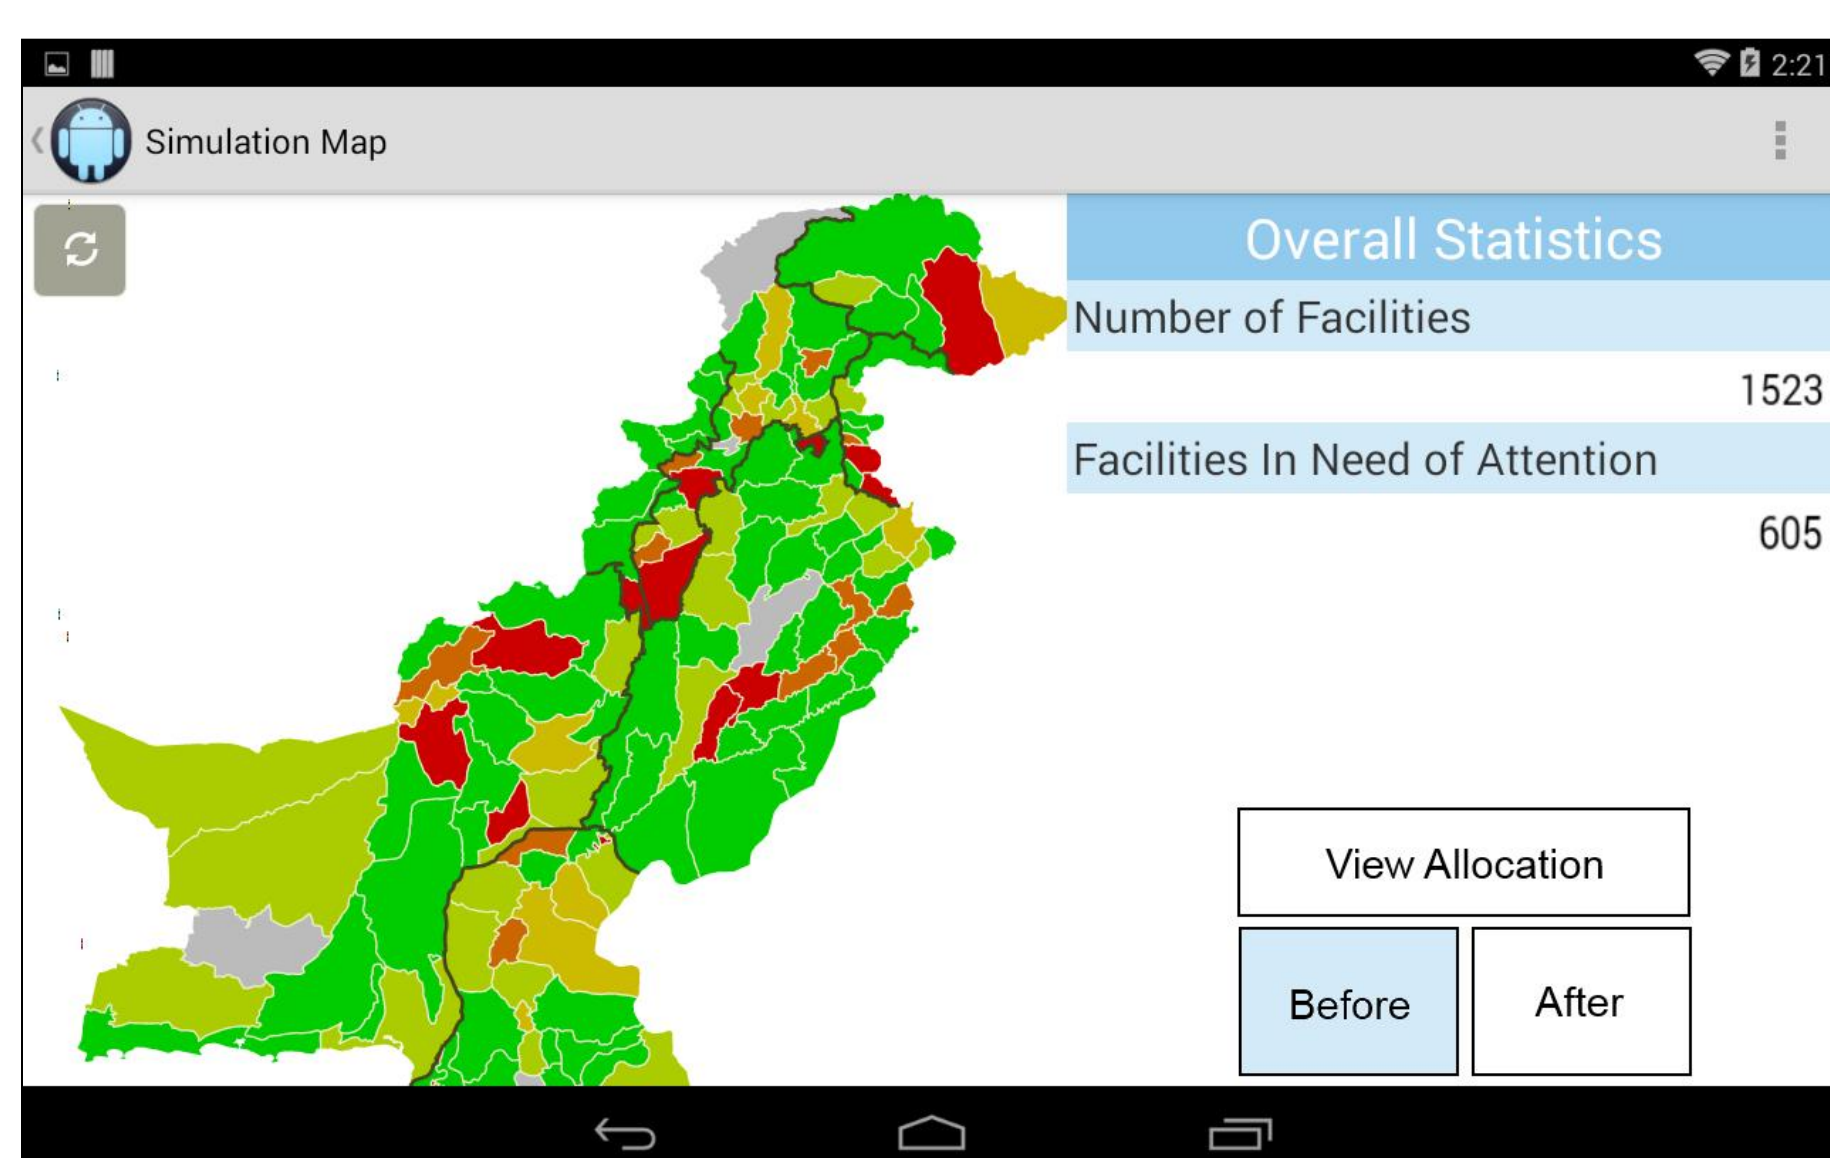 2:21
Simulation Map
Overall Statistics
Number of Facilities
1523
Facilities In Need of Attention
605
View Allocation
Before
After